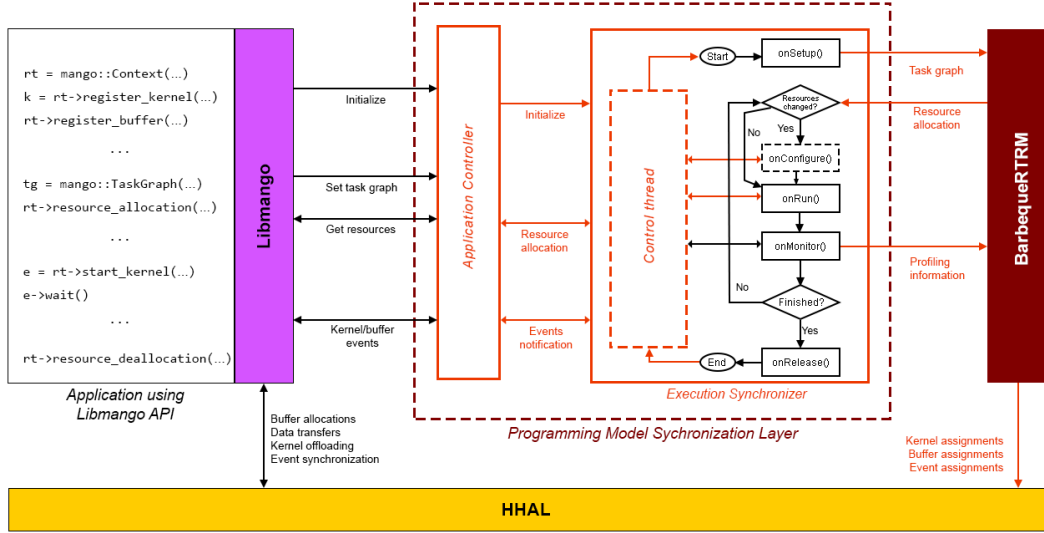 rt = mango::Context(...)
k = rt->register_kernel(...)
rt->register_buffer(...)
...
tg = mango::TaskGraph(...)
rt->resource_allocation(...)
...
e = rt->start_kernel(...)
e->wait()
...
rt->resource_deallocation(...)
Application using
Libmango API
Libmango
Initialize
Set task graph
Get resources
Kernel/buffer
events
Buffer allocations
Data transfers
Kernel offloading
Event synchronization
Application Controller
Initialize
Resource
allocation
Events
notification
Control thread
Start
onSetup()
Resources
changed?
No
Yes
onConfigure()
onRun()
onMonitor()
No
Finished?
Yes
End
onRelease()
Execution Synchronizer
Programming Model Sychronization Layer
Task graph
Resource
allocation
Profiling
information
BarbequeRTRM
Kernel assignments
Buffer assignments
Event assignments
HHAL